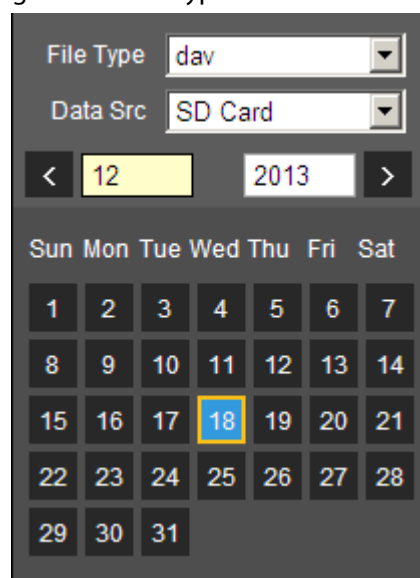 File Type dav
Data Src SD Card
< 12 2013 >
Sun Mon Tue Wed Thu Fri Sat
1 2 3 4 5 6 7
8 9 10 11 12 13 14
15 16 17 18 19 20 21
22 23 24 25 26 27 28
29 30 31